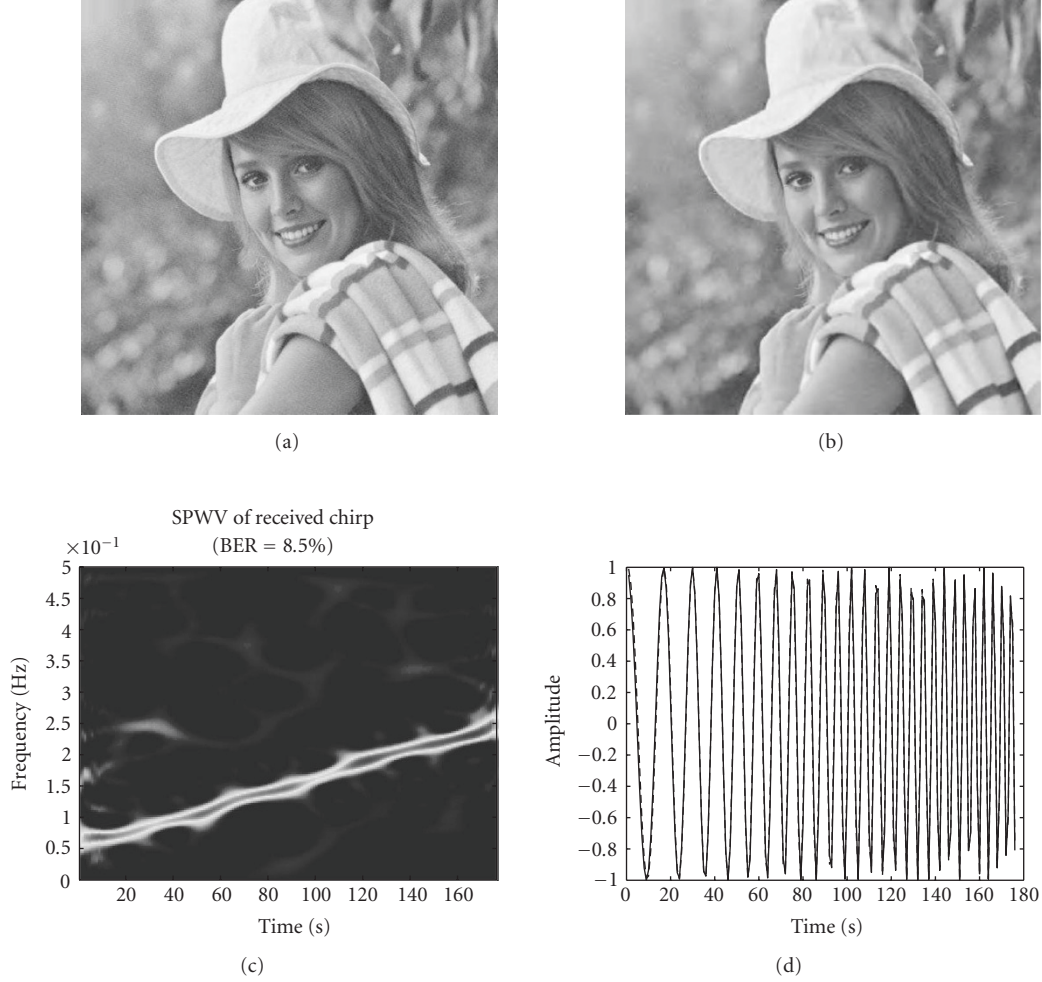 (a)
(b)
SPWV of received chirp
(BER = 8.5%)
×10−1
5
4.5
4
3.5
3
2.5
2
1.5
1
0.5
0
Frequency (Hz)
20 40 60 80 100 120 140 160
Time (s)
(c)
1
0.8
0.6
0.4
0.2
0
−0.2
−0.4
−0.6
−0.8
−1
Amplitude
0 20 40 60 80 100 120 140 160 180
Time (s)
(d)